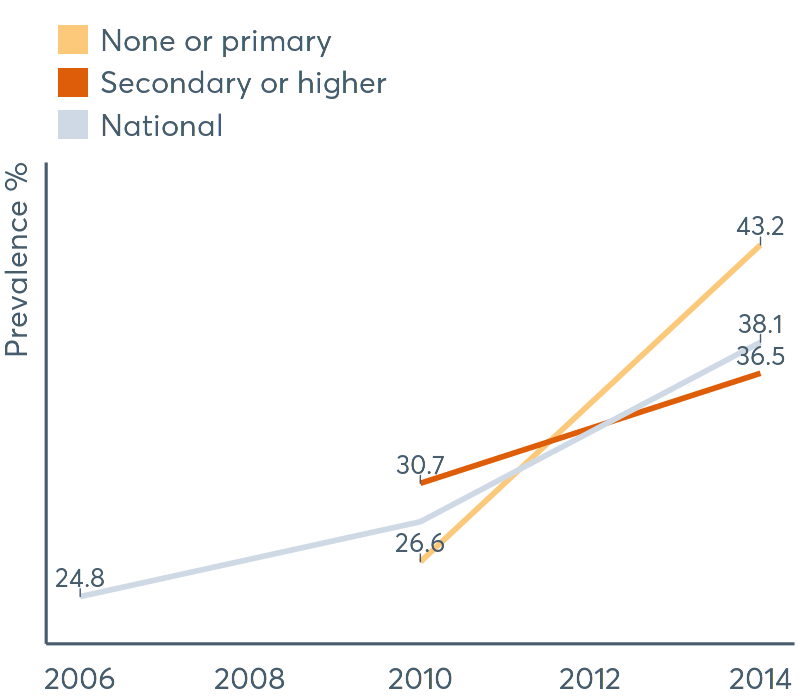 None or primary
Secondary or higher
National
Prevalence %
43.2
38.1
36.5
30.7
26.6
24.8
2006 2008 2010 2012 2014